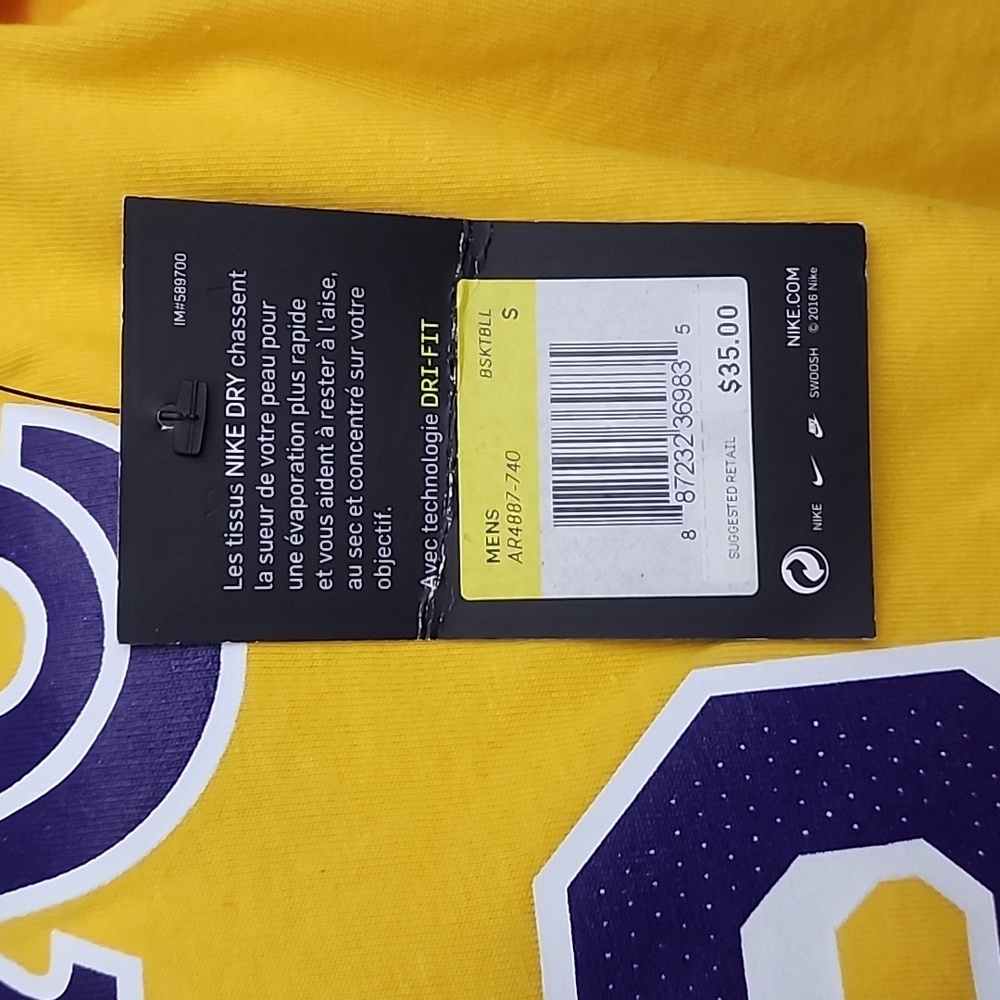 IM#589700
Les tissus NIKE DRY chassent
la sueur de votre peau pour
une évaporation plus rapide
et vous aident à rester à l'aise,
au sec et concentré sur votre
objectif.
Avec technologie DRI-FIT
MENS BSKTBLL
AR4887-740 S
8 87232 36983 5
SUGGESTED RETAIL $35.00
NIKE.COM
NIKE SWOOSH © 2016 Nike